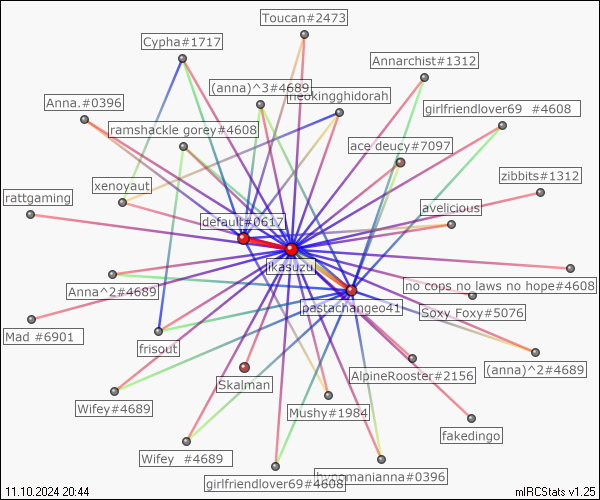 Toucan#2473
Cypha#1717
Annarchist#1312
(anna)^3#4689
neokingghidorah
Anna.#0396
girlfriendlover69 #4608
ramshackle gorey#4608
ace deucy#7097
zibbits#1312
xenoyaut
rattgaming
avelicious
default#0617
ikasuzu
no cops no laws no hope#4608
Anna^2#4689
pastachangeo41
Soxy Foxy#5076
Mad #6901
frisout
(anna)^2#4689
AlpineRooster#2156
Skalman
Wifey#4689
Mushy#1984
fakedingo
Wifey #4689
hypomanianna#0396
girlfriendlover69#4608
11.10.2024 20:44
mIRCStats v1.25